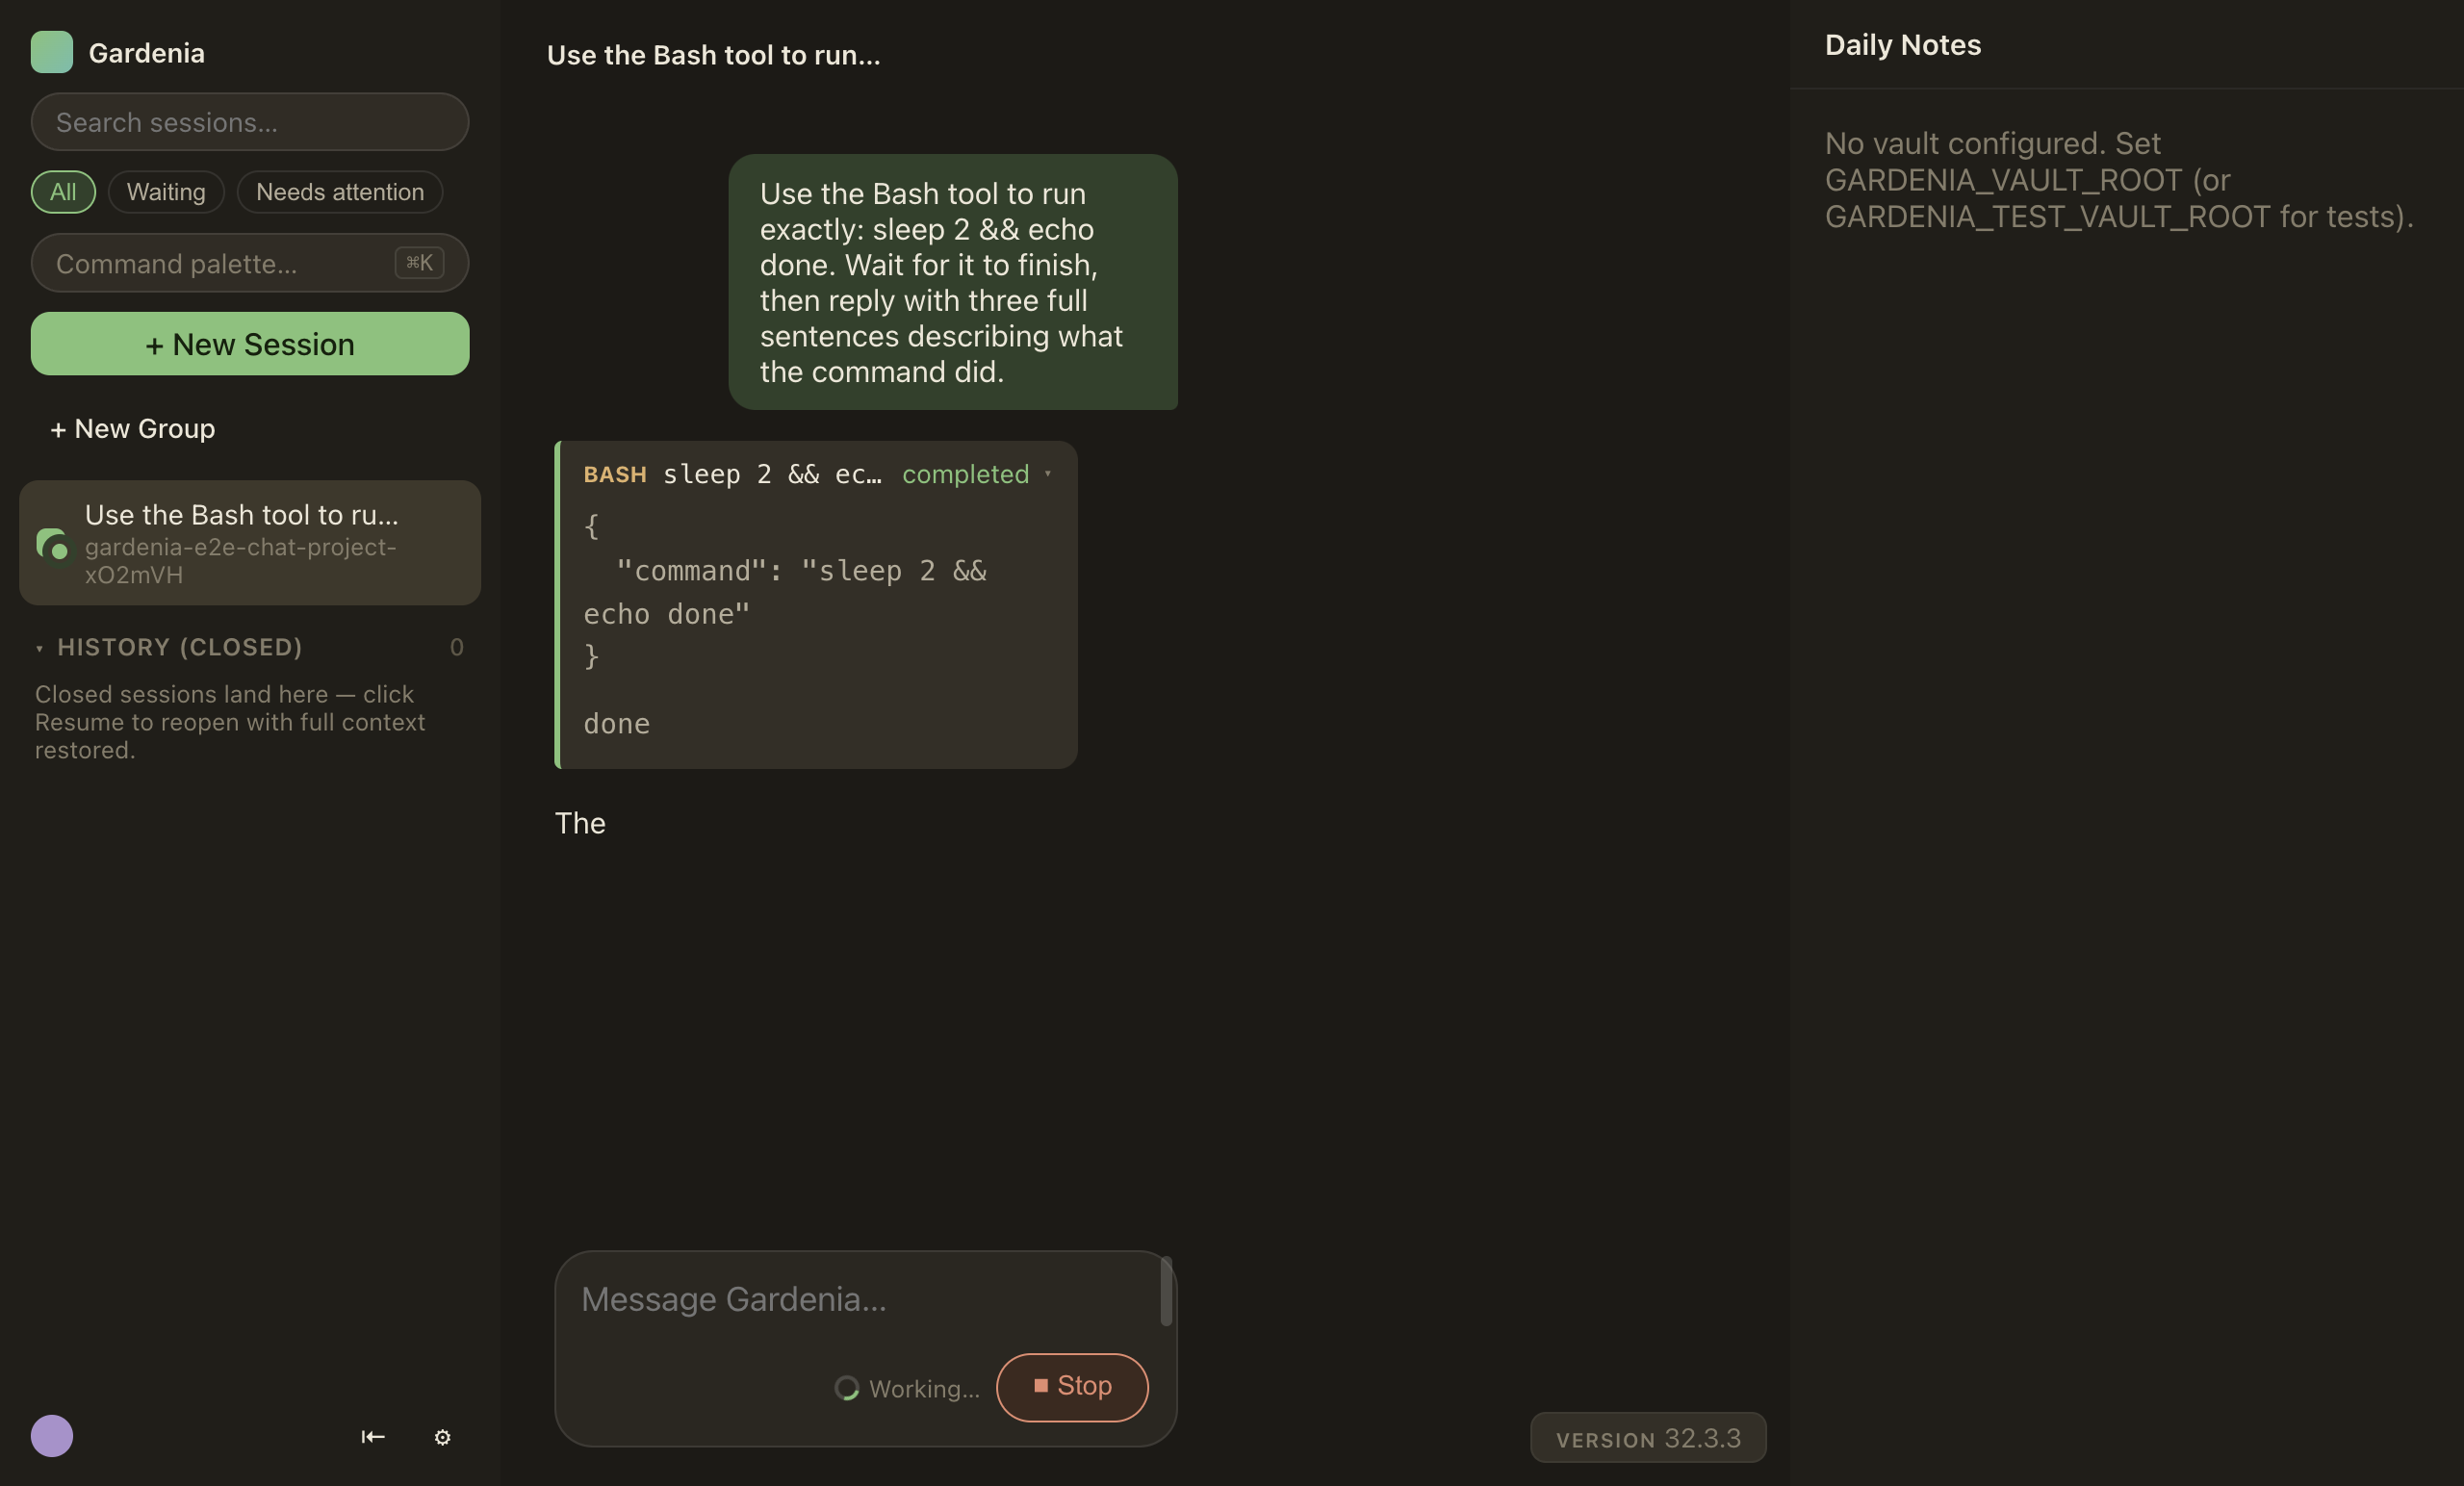 Gardenia
Search sessions...
All
Waiting
Needs attention
Command palette...
⌘K
+ New Session
+ New Group
Use the Bash tool to ru...
gardenia-e2e-chat-project-
xO2mVH
HISTORY (CLOSED)
0
Closed sessions land here — click
Resume to reopen with full context
restored.
Use the Bash tool to run...
Use the Bash tool to run
exactly: sleep 2 && echo
done. Wait for it to finish,
then reply with three full
sentences describing what
the command did.
BASH sleep 2 && ec… completed
{
"command": "sleep 2 &&
echo done"
}
done
The
Message Gardenia...
Working...
Stop
VERSION 32.3.3
Daily Notes
No vault configured. Set
GARDENIA_VAULT_ROOT (or
GARDENIA_TEST_VAULT_ROOT for tests).